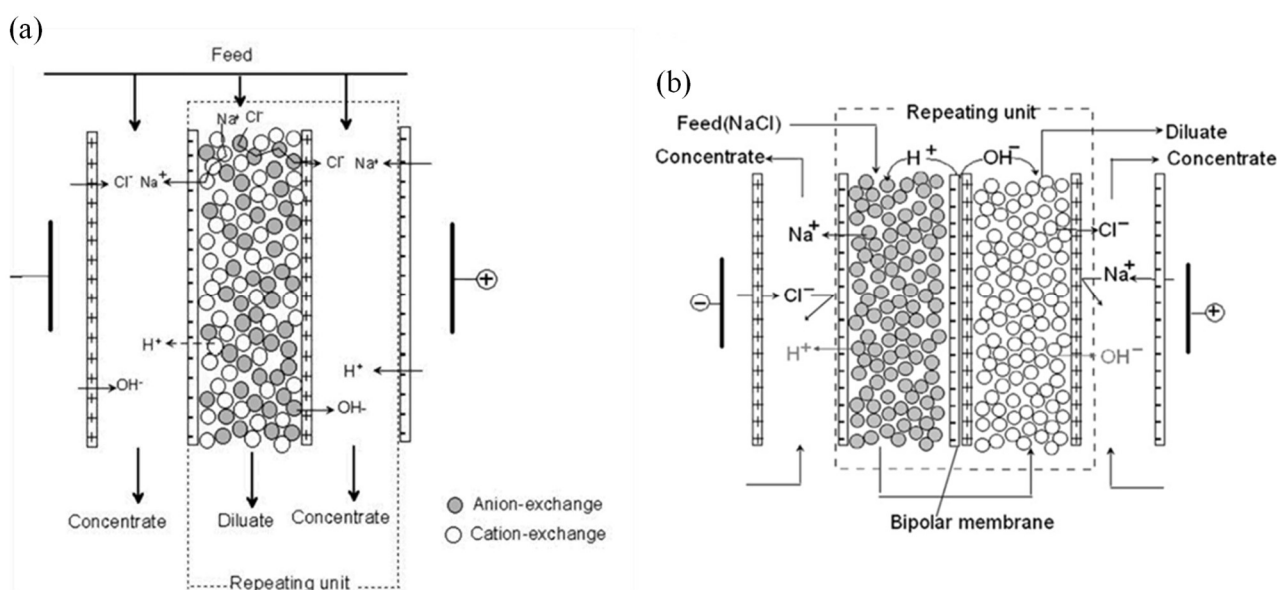 (a)
Feed
Na⁺ Cl⁻
Cl⁻ Na⁺
Cl⁻ Na⁺
H⁺
H⁺
OH⁻
OH-
Concentrate
Diluate
Concentrate
Anion-exchange
Cation-exchange
Repeating unit
(b)
Repeating unit
Feed(NaCl)
Diluate
Concentrate
H⁺
OH⁻
Concentrate
Na⁺
Cl⁻
Cl⁻
Na⁺
H⁺
OH⁻
Bipolar membrane